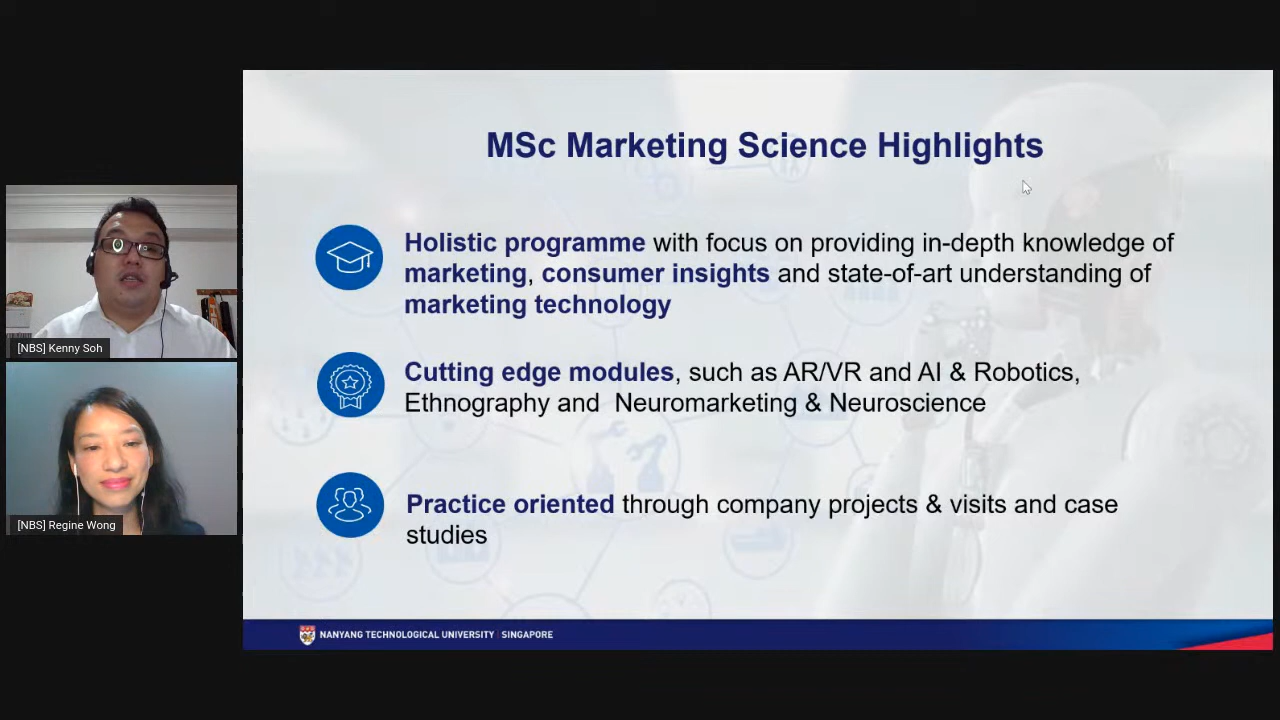 MSc Marketing Science Highlights
Holistic programme with focus on providing in-depth knowledge of
marketing, consumer insights and state-of-art understanding of
marketing technology
Cutting edge modules, such as AR/VR and AI & Robotics,
Ethnography and  Neuromarketing & Neuroscience
Practice oriented through company projects & visits and case
studies
[NBS] Kenny Soh
[NBS] Regine Wong
NANYANG TECHNOLOGICAL UNIVERSITY | SINGAPORE